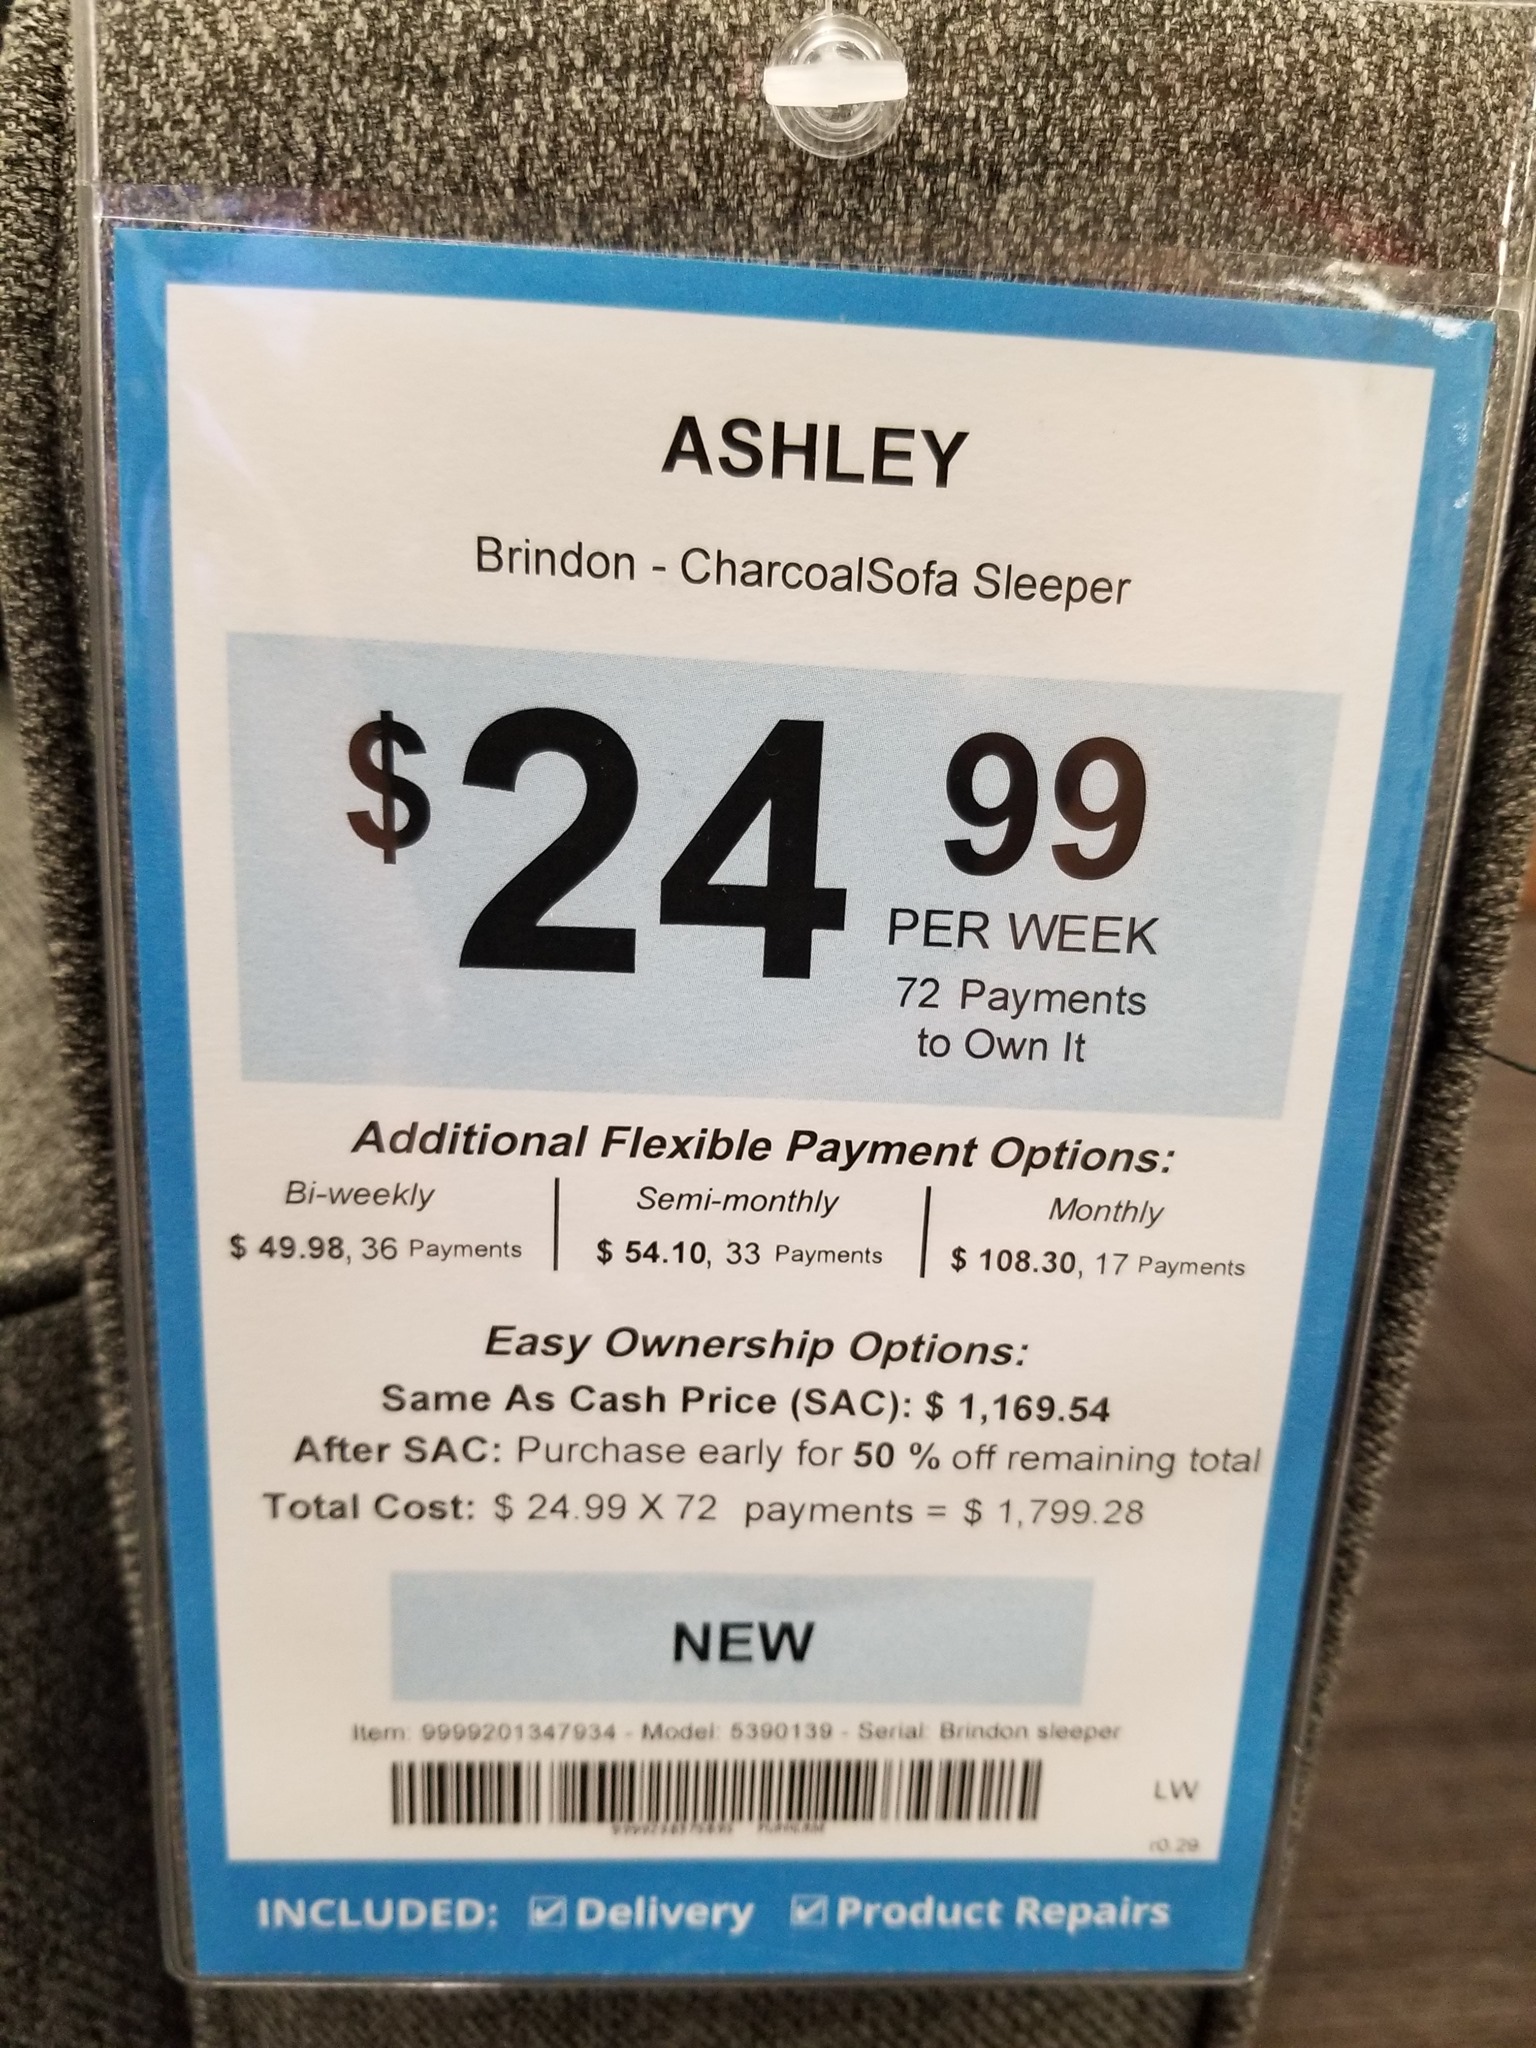 ASHLEY
Brindon - CharcoalSofa Sleeper
$24 99
PER WEEK
72 Payments
to Own It
Additional Flexible Payment Options:
Bi-weekly Semi-monthly Monthly
$ 49.98, 36 Payments $ 54.10, 33 Payments $ 108.30, 17 Payments
Easy Ownership Options:
Same As Cash Price (SAC): $ 1,169.54
After SAC: Purchase early for 50 % off remaining total
Total Cost: $ 24.99 X 72 payments = $ 1,799.28
NEW
Item: 9999201347934 - Model: 5390139 - Serial: Brindon sleeper
LW
r0.29
INCLUDED: ☑ Delivery ☑ Product Repairs